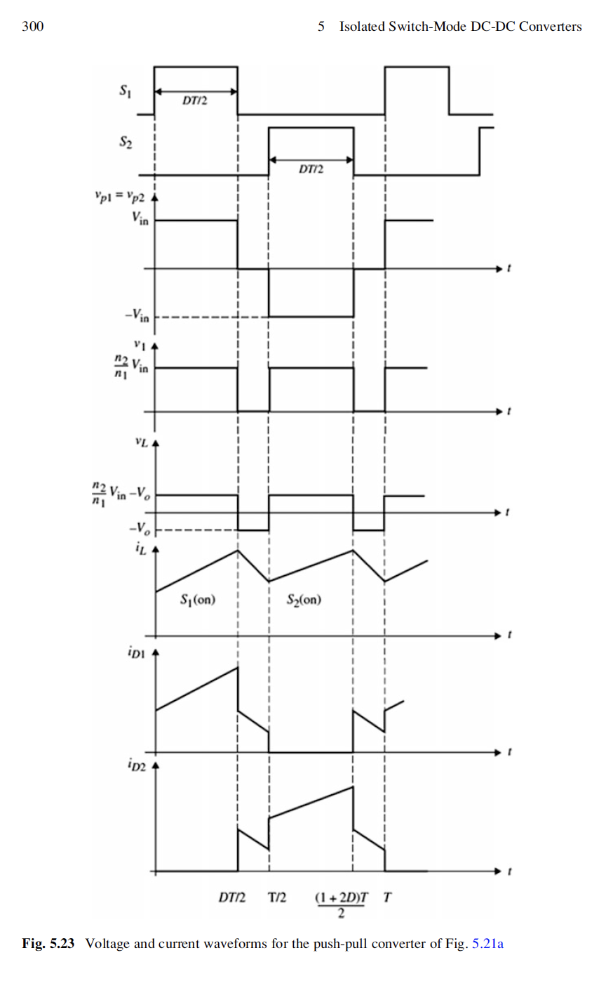 300
5 Isolated Switch-Mode DC-DC Converters
S1
DT/2
S2
DT/2
vp1 = vp2
Vin
t
–Vin
v1
n2/n1 Vin
t
vL
n2/n1 Vin –Vo
t
–Vo
iL
S1(on) S2(on)
t
iD1
t
iD2
t
DT/2 T/2 (1 + 2D)T/2 T
Fig. 5.23 Voltage and current waveforms for the push-pull converter of Fig. 5.21a